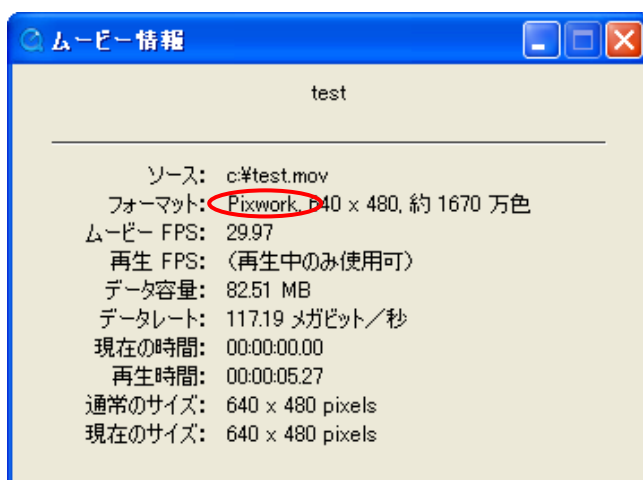 ムービー情報
test
ソース: c:¥test.mov
フォーマット: Pixwork, 640 x 480, 約 1670 万色
ムービー FPS: 29.97
再生 FPS: (再生中のみ使用可)
データ容量: 82.51 MB
データレート: 117.19 メガビット/秒
現在の時間: 00:00:00.00
再生時間: 00:00:05.27
通常のサイズ: 640 x 480 pixels
現在のサイズ: 640 x 480 pixels